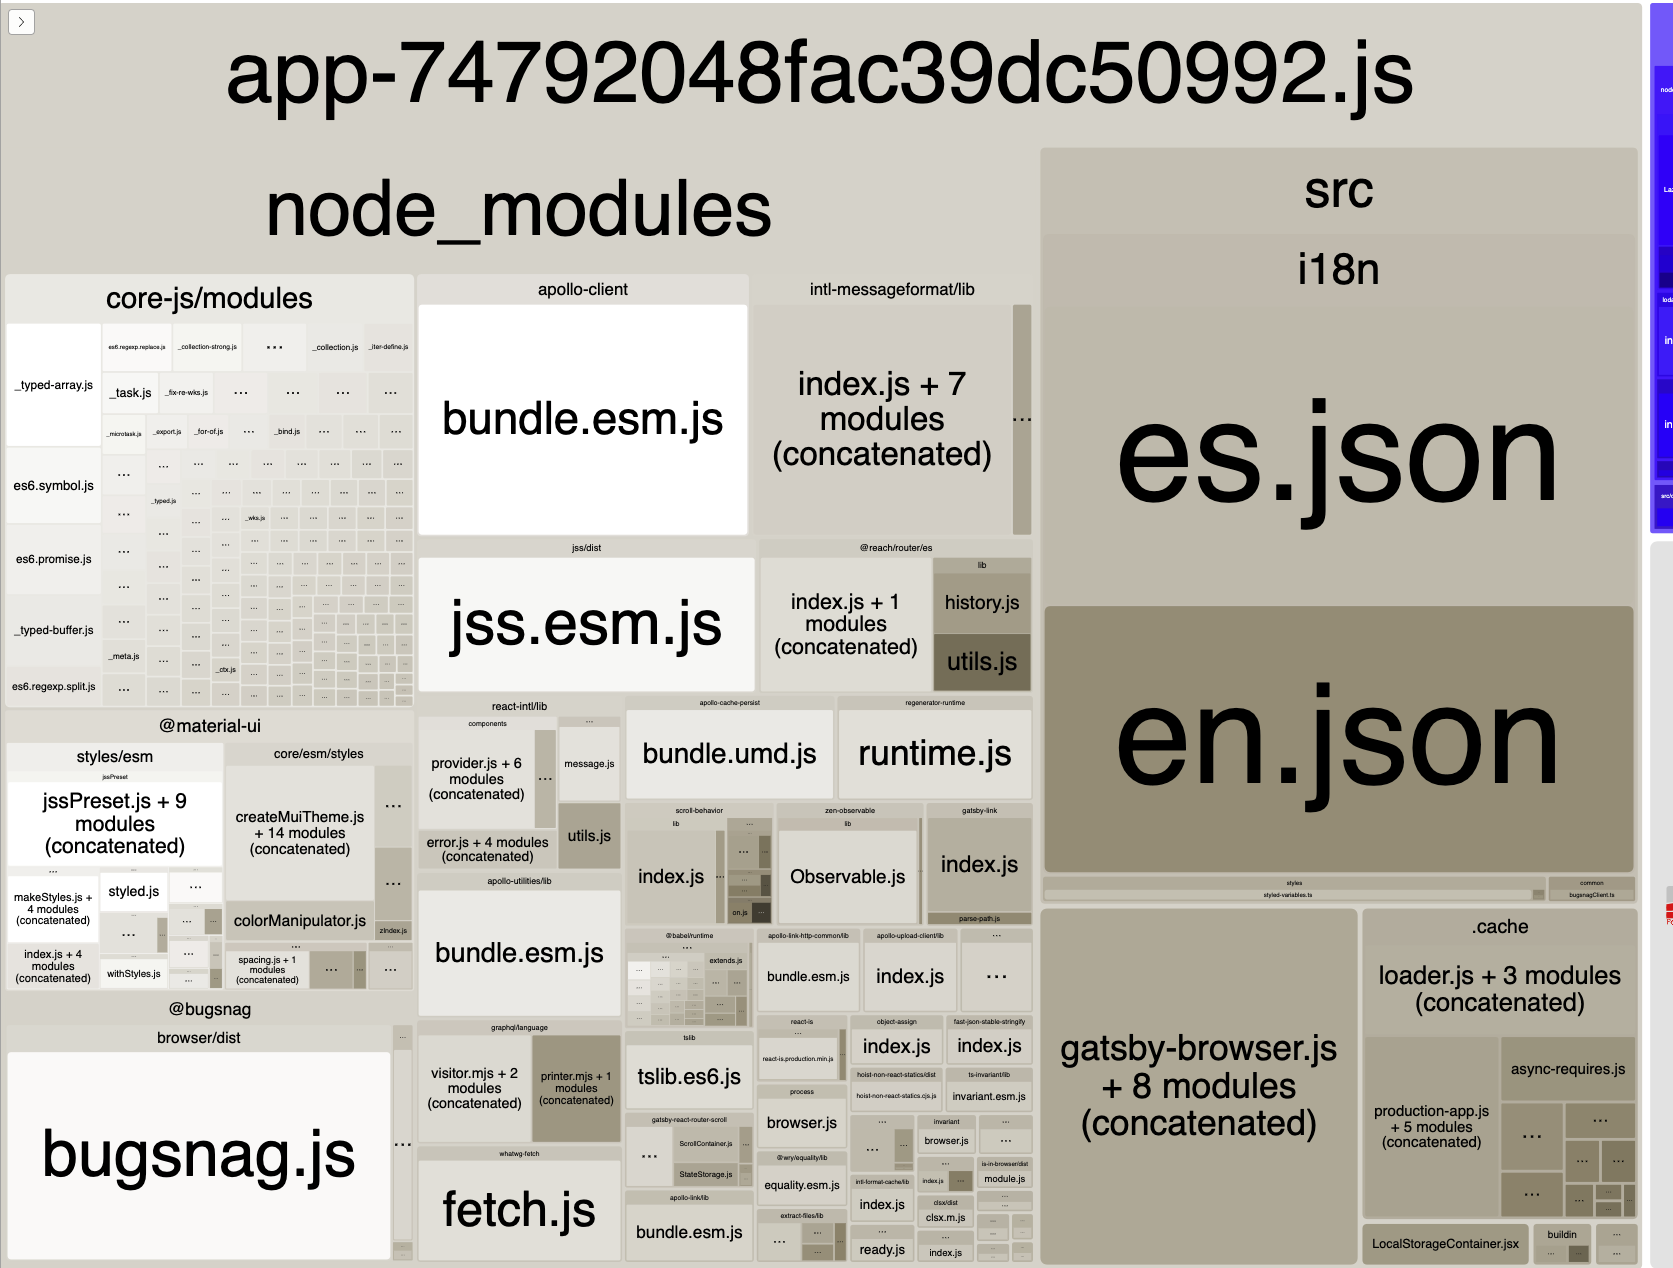 app-74792048fac39dc50992.js
node_modules
core-js/modules
_typed-array.js
es6.regexp.replace.js
_collection-strong.js
...
_collection.js
_iter-define.js
_task.js
_fix-re-wks.js
_microtask.js
_export.js
_for-of.js
_bind.js
es6.symbol.js
_typed.js
_wks.js
es6.promise.js
_typed-buffer.js
_meta.js
_ctx.js
es6.regexp.split.js
@material-ui
styles/esm
jssPreset
jssPreset.js + 9
modules
(concatenated)
makeStyles.js +
4 modules
(concatenated)
styled.js
index.js + 4
modules
(concatenated)
withStyles.js
core/esm/styles
createMuiTheme.js
+ 14 modules
(concatenated)
colorManipulator.js
zIndex.js
spacing.js + 1
modules
(concatenated)
@bugsnag
browser/dist
bugsnag.js
apollo-client
bundle.esm.js
intl-messageformat/lib
index.js + 7
modules
(concatenated)
jss/dist
jss.esm.js
@reach/router/es
index.js + 1
modules
(concatenated)
lib
history.js
utils.js
react-intl/lib
components
provider.js + 6
modules
(concatenated)
message.js
error.js + 4 modules
(concatenated)
utils.js
apollo-cache-persist
bundle.umd.js
regenerator-runtime
runtime.js
scroll-behavior
lib
index.js
on.js
zen-observable
lib
Observable.js
gatsby-link
index.js
parse-path.js
apollo-utilities/lib
bundle.esm.js
@babel/runtime
extends.js
apollo-link-http-common/lib
bundle.esm.js
apollo-upload-client/lib
index.js
graphql/language
visitor.mjs + 2
modules
(concatenated)
printer.mjs + 1
modules
(concatenated)
tslib
tslib.es6.js
react-is
react-is.production.min.js
object-assign
index.js
fast-json-stable-stringify
index.js
hoist-non-react-statics/dist
hoist-non-react-statics.cjs.js
ts-invariant/lib
invariant.esm.js
gatsby-react-router-scroll
ScrollContainer.js
StateStorage.js
process
browser.js
invariant
browser.js
whatwg-fetch
fetch.js
@wry/equality/lib
equality.esm.js
intl-format-cache/lib
index.js
index.js
is-in-browser/dist
module.js
clsx/dist
clsx.m.js
apollo-link/lib
bundle.esm.js
extract-files/lib
ready.js
index.js
src
i18n
es.json
en.json
styles
styled-variables.ts
common
bugsnagClient.ts
gatsby-browser.js
+ 8 modules
(concatenated)
.cache
loader.js + 3 modules
(concatenated)
production-app.js
+ 5 modules
(concatenated)
async-requires.js
LocalStorageContainer.jsx
buildin